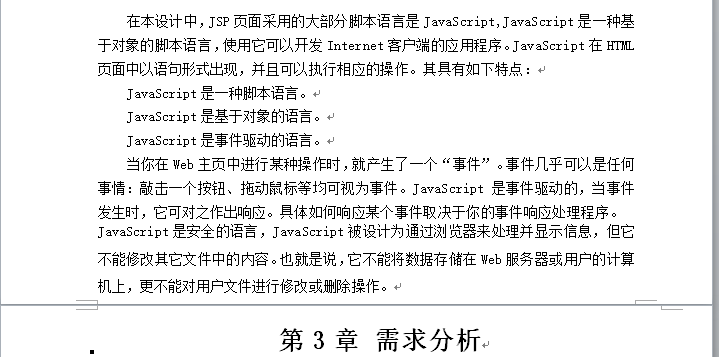 在本设计中,JSP 页面采用的大部分脚本语言是 JavaScript,JavaScript 是一种基
于对象的脚本语言，使用它可以开发 Internet 客户端的应用程序。JavaScript 在 HTML
页面中以语句形式出现，并且可以执行相应的操作。其具有如下特点：
JavaScript 是一种脚本语言。
JavaScript 是基于对象的语言。
JavaScript 是事件驱动的语言。
当你在 Web 主页中进行某种操作时，就产生了一个“事件”。事件几乎可以是任何
事情：敲击一个按钮、拖动鼠标等均可视为事件。JavaScript 是事件驱动的，当事件
发生时，它可对之作出响应。具体如何响应某个事件取决于你的事件响应处理程序。
JavaScript 是安全的语言，JavaScript 被设计为通过浏览器来处理并显示信息，但它
不能修改其它文件中的内容。也就是说，它不能将数据存储在 Web 服务器或用户的计算
机上，更不能对用户文件进行修改或删除操作。
第 3 章 需求分析